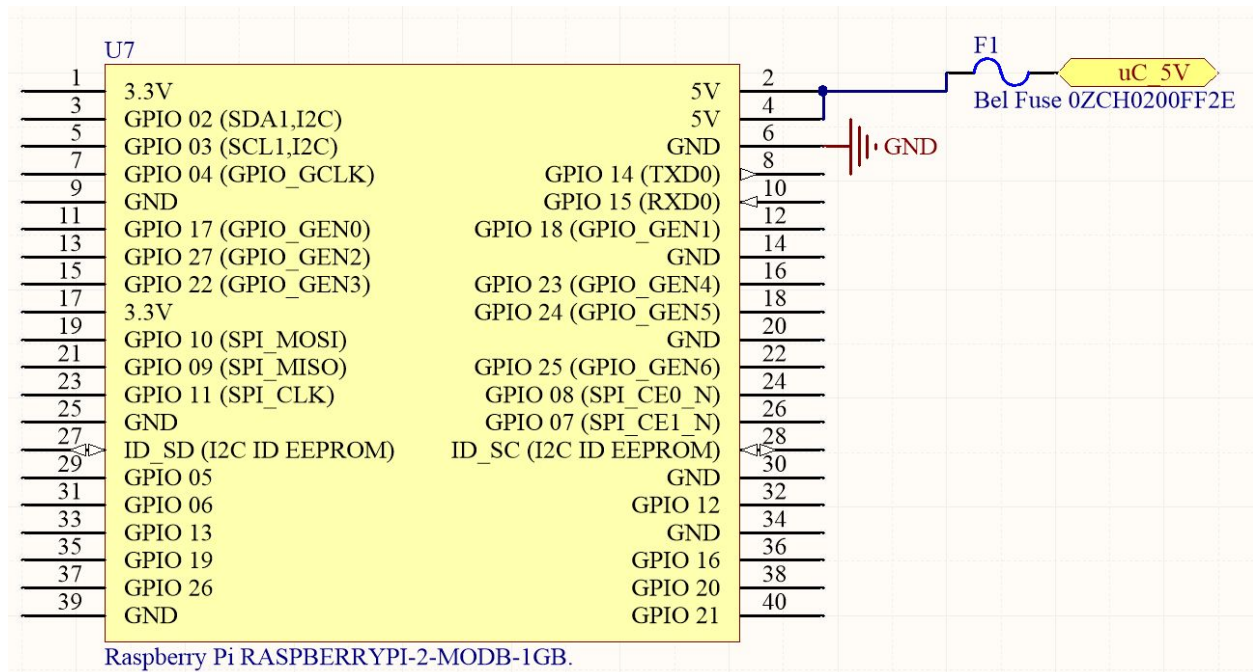 U7
F1
uC_5V
Bel Fuse 0ZCH0200FF2E
1 3.3V 5V 2
3 GPIO 02 (SDA1,I2C) 5V 4
5 GPIO 03 (SCL1,I2C) GND 6 GND
7 GPIO 04 (GPIO_GCLK) GPIO 14 (TXD0) 8
9 GND GPIO 15 (RXD0) 10
11 GPIO 17 (GPIO_GEN0) GPIO 18 (GPIO_GEN1) 12
13 GPIO 27 (GPIO_GEN2) GND 14
15 GPIO 22 (GPIO_GEN3) GPIO 23 (GPIO_GEN4) 16
17 3.3V GPIO 24 (GPIO_GEN5) 18
19 GPIO 10 (SPI_MOSI) GND 20
21 GPIO 09 (SPI_MISO) GPIO 25 (GPIO_GEN6) 22
23 GPIO 11 (SPI_CLK) GPIO 08 (SPI_CE0_N) 24
25 GND GPIO 07 (SPI_CE1_N) 26
27 ID_SD (I2C ID EEPROM) ID_SC (I2C ID EEPROM) 28
29 GPIO 05 GND 30
31 GPIO 06 GPIO 12 32
33 GPIO 13 GND 34
35 GPIO 19 GPIO 16 36
37 GPIO 26 GPIO 20 38
39 GND GPIO 21 40
Raspberry Pi RASPBERRYPI-2-MODB-1GB.